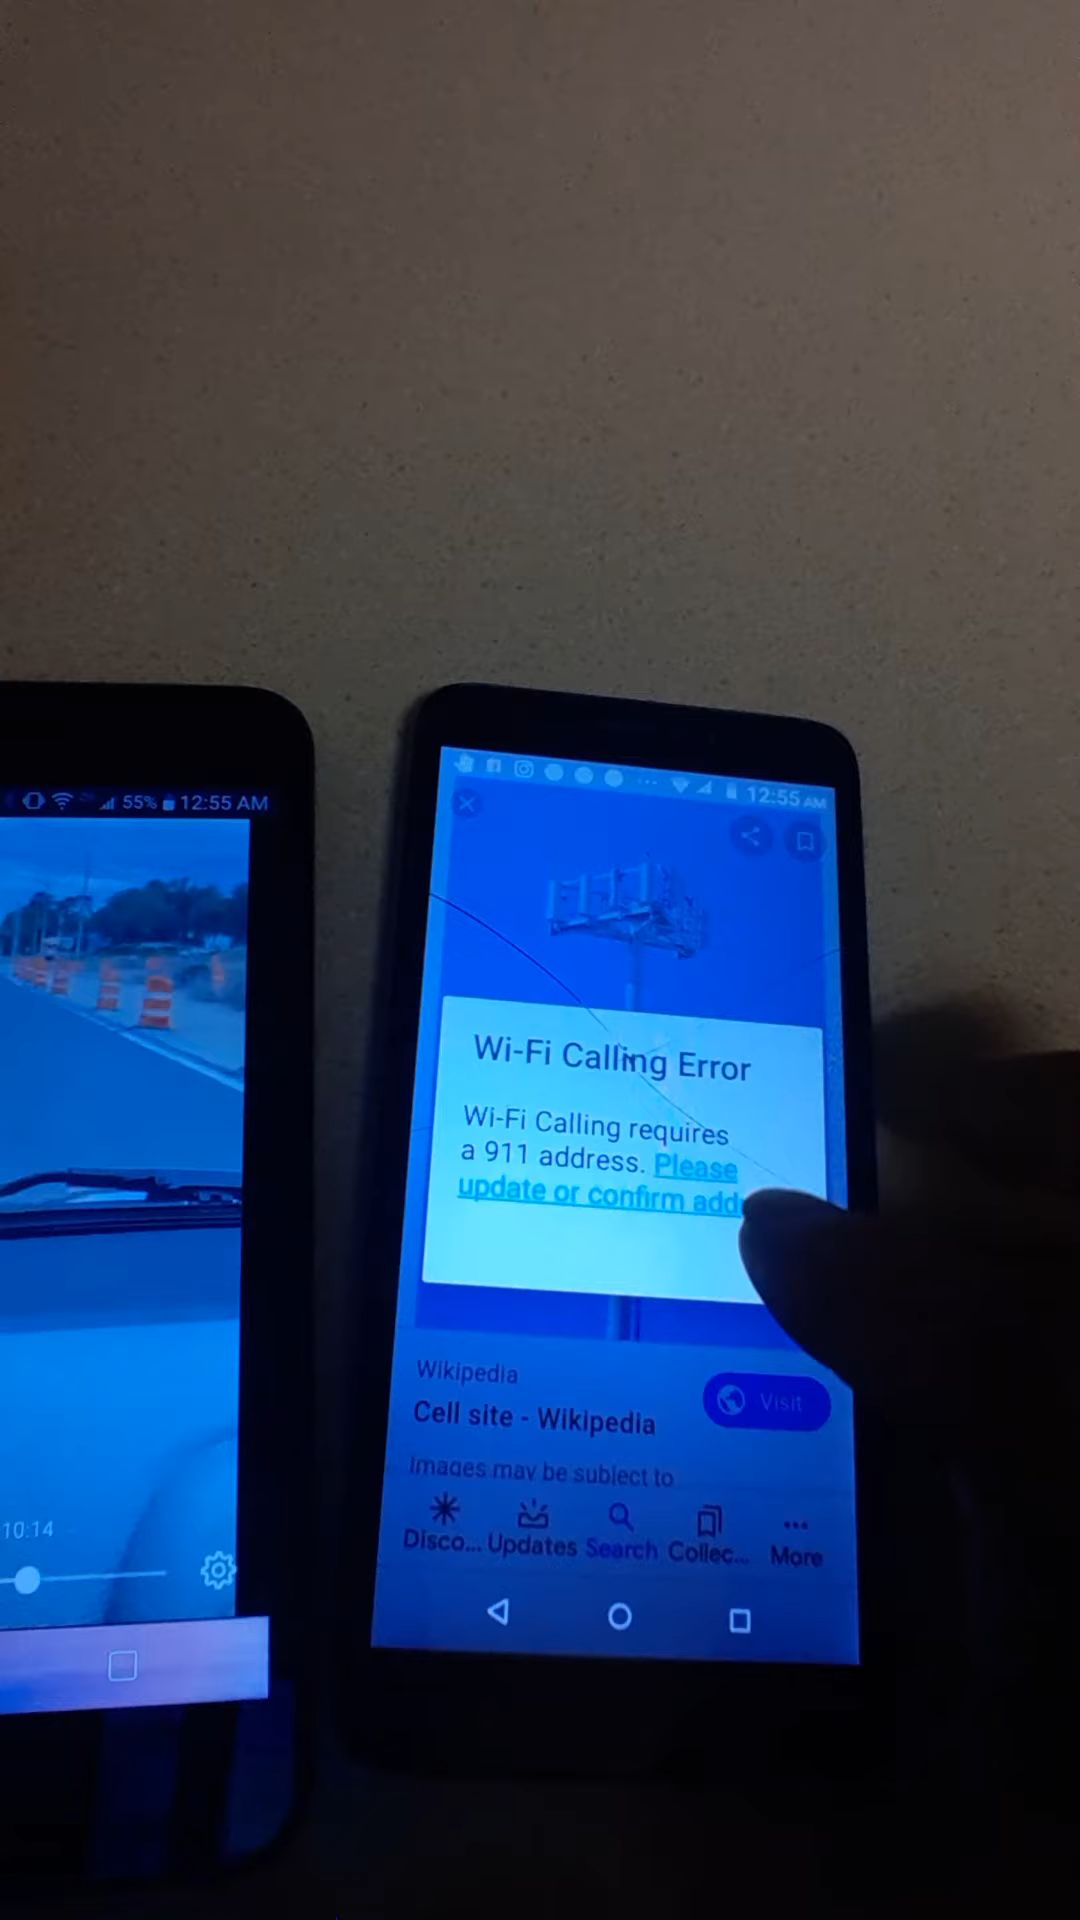 55% 12:55 AM
10:14
12:55 AM
Wi-Fi Calling Error
Wi-Fi Calling requires
a 911 address. Please
update or confirm
Wikipedia
Visit
Cell site - Wikipedia
Images may be subject to
Disco... Updates Search Collec... More